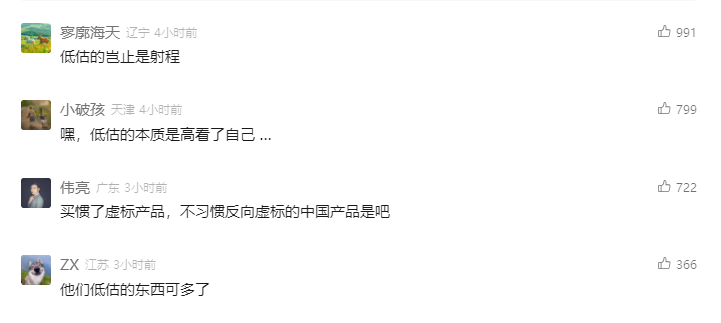 寥廓海天 辽宁 4小时前 991
低估的岂止是射程
小破孩 天津 4小时前 799
嘿，低估的本质是高看了自己 ...
伟亮 广东 3小时前 722
买惯了虚标产品，不习惯反向虚标的中国产品是吧
ZX 江苏 3小时前 366
他们低估的东西可多了